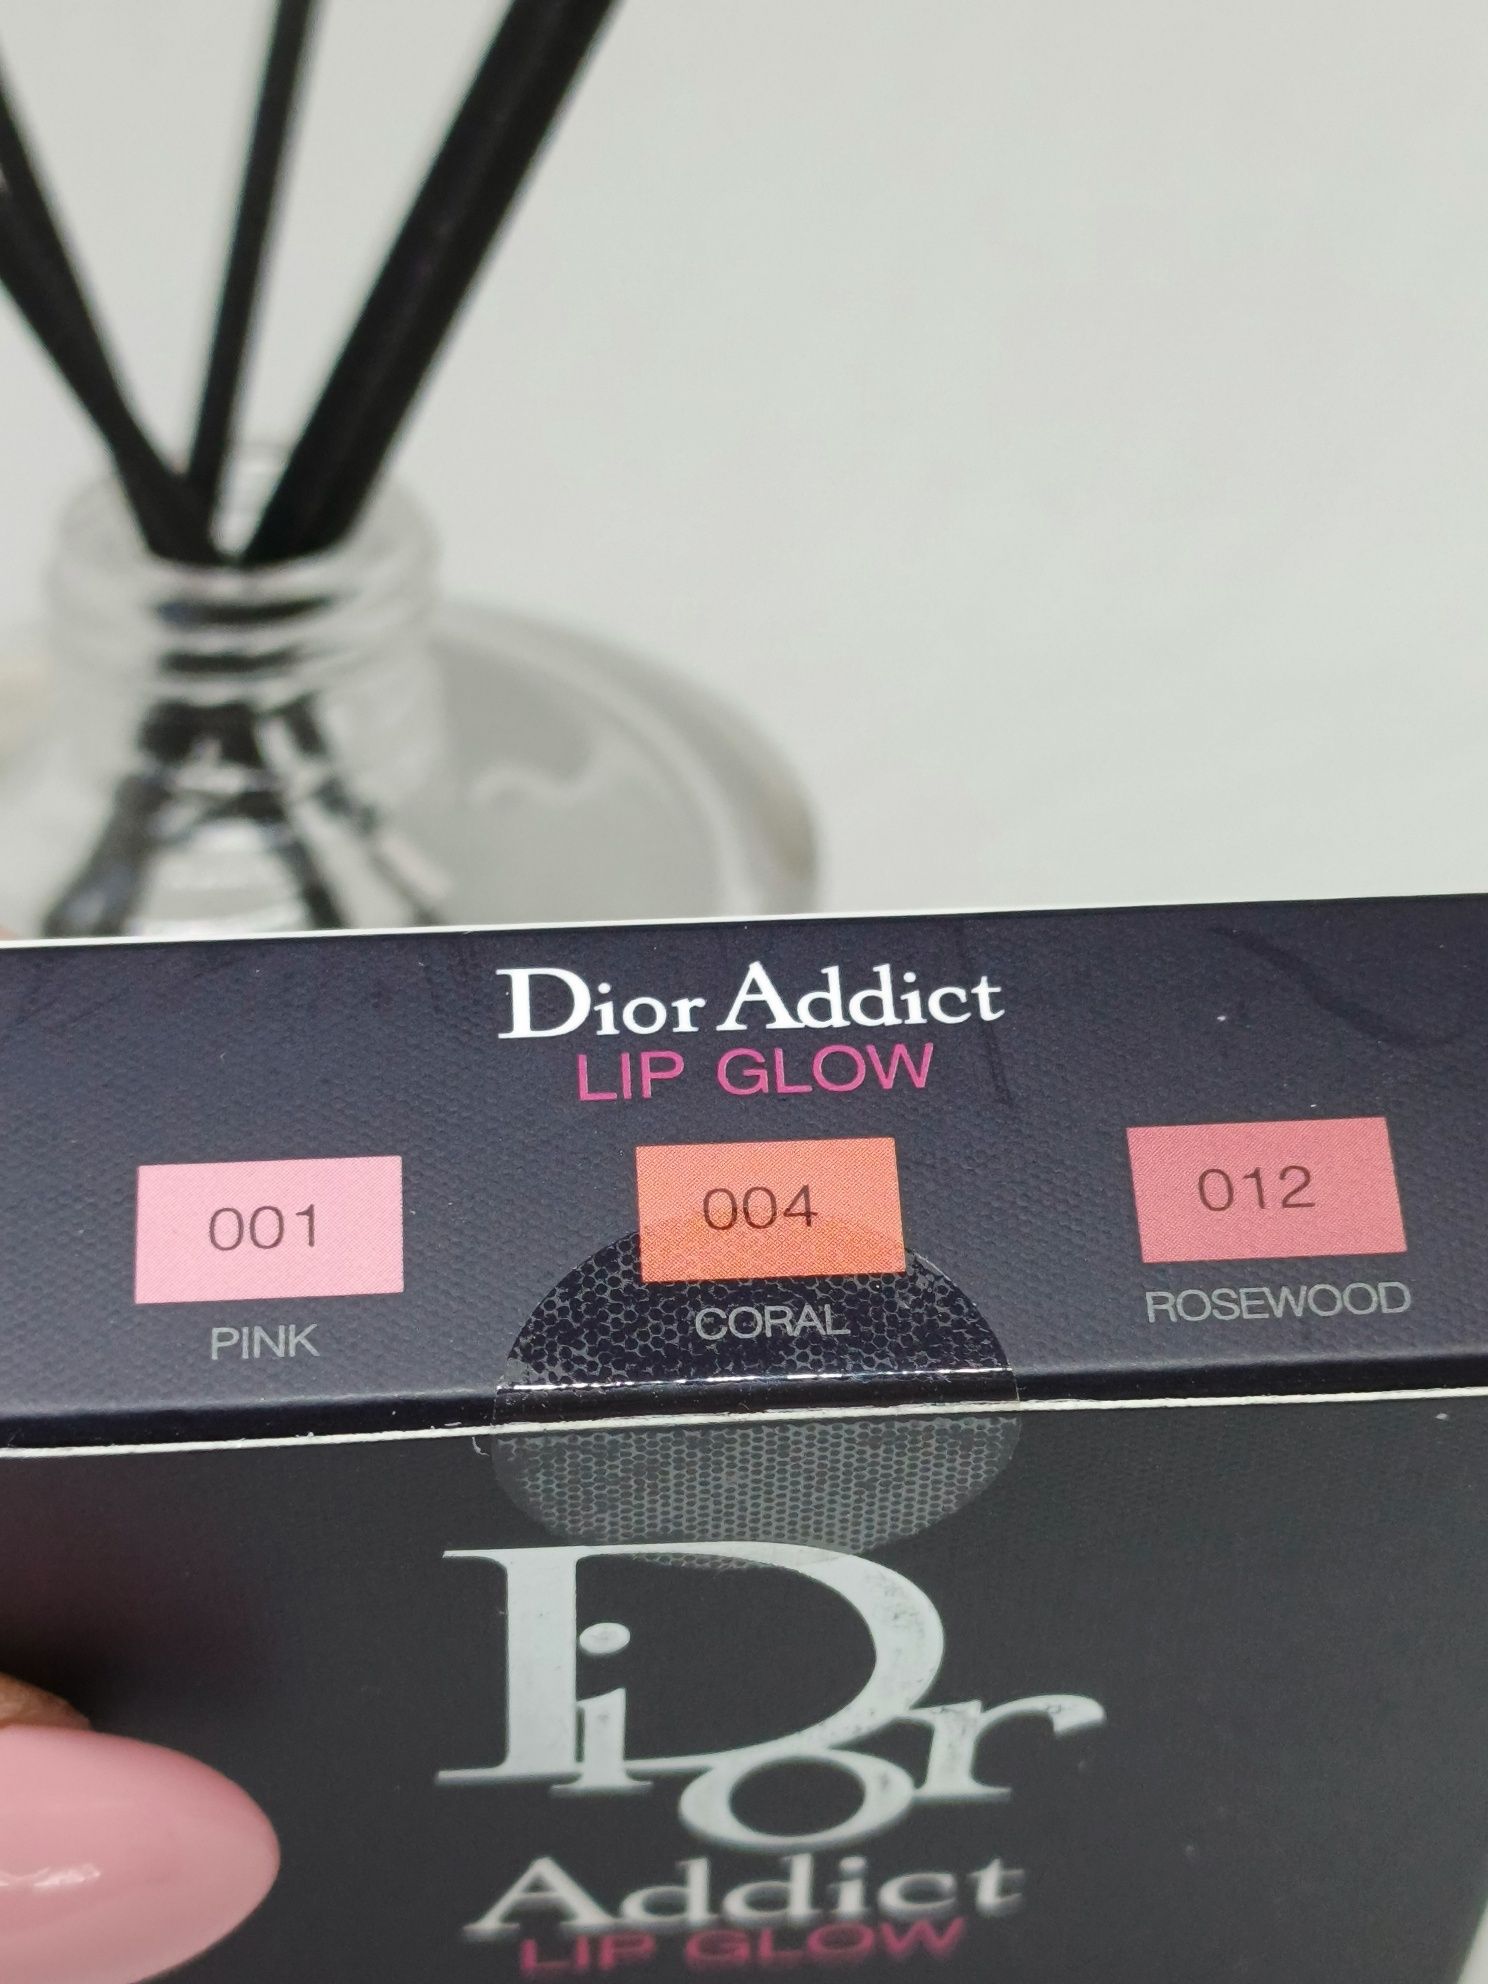 Dior Addict
LIP GLOW
001 004 012
PINK CORAL ROSEWOOD
Dior
Addict
LIP GLOW